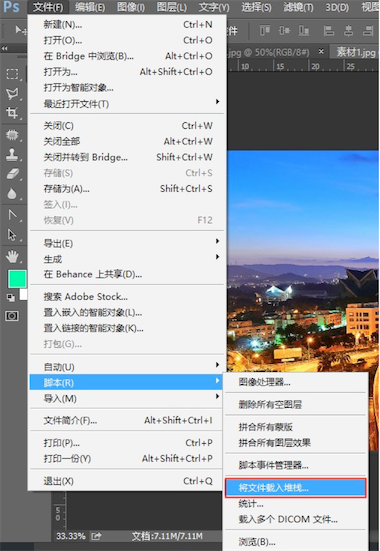 Ps 文件(F) 编辑(E) 图像(I) 图层(L) 文字(Y) 选择(S) 滤镜(T) 3D(D)
新建(N)... Ctrl+N
打开(O)... Ctrl+O
在 Bridge 中浏览(B)... Alt+Ctrl+O
打开为... Alt+Shift+Ctrl+O
打开为智能对象...
最近打开文件(T)
关闭(C) Ctrl+W
关闭全部 Alt+Ctrl+W
关闭并转到 Bridge... Shift+Ctrl+W
存储(S) Ctrl+S
存储为(A)... Shift+Ctrl+S
签入(I)...
恢复(V) F12
导出(E)
生成
在 Behance 上共享(D)...
搜索 Adobe Stock...
置入嵌入的智能对象(L)...
置入链接的智能对象(K)...
打包(G)...
自动(U)
脚本(R)
导入(M)
文件简介(F)... Alt+Shift+Ctrl+I
打印(P)... Ctrl+P
打印一份(Y) Alt+Shift+Ctrl+P
退出(X) Ctrl+Q
件
.jpg @ 50%(RGB/8#) × 素材1.jpg
10 15 20 25
图像处理器...
删除所有空图层
拼合所有蒙版
拼合所有图层效果
脚本事件管理器...
将文件载入堆栈...
统计...
载入多个 DICOM 文件...
浏览(B)...
50
33.33% 文档:7.11M/7.11M